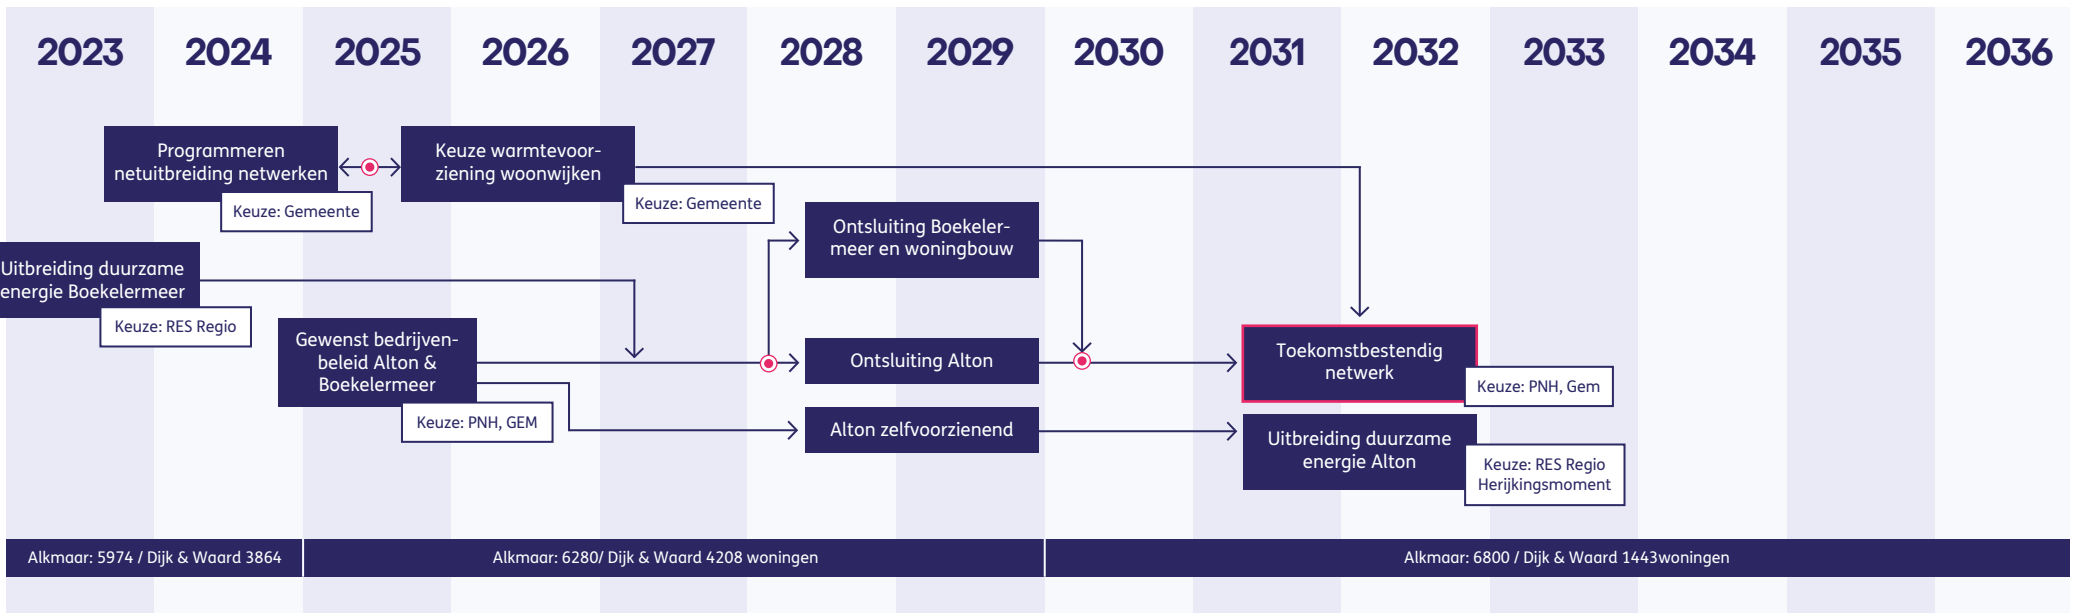 2023 2024 2025 2026 2027 2028 2029 2030 2031 2032 2033 2034 2035 2036
Programmeren
netuitbreiding netwerken
Keuze: Gemeente
Keuze warmtevoor-
ziening woonwijken
Keuze: Gemeente
Ontsluiting Boekeler-
meer en woningbouw
Uitbreiding duurzame
energie Boekelermeer
Keuze: RES Regio
Gewenst bedrijven-
beleid Alton &
Boekelermeer
Keuze: PNH, GEM
Ontsluiting Alton
Alton zelfvoorzienend
Toekomstbestendig
netwerk
Keuze: PNH, Gem
Uitbreiding duurzame
energie Alton
Keuze: RES Regio
Herijkingsmoment
Alkmaar: 5974 / Dijk & Waard 3864
Alkmaar: 6280/ Dijk & Waard 4208 woningen
Alkmaar: 6800 / Dijk & Waard 1443woningen